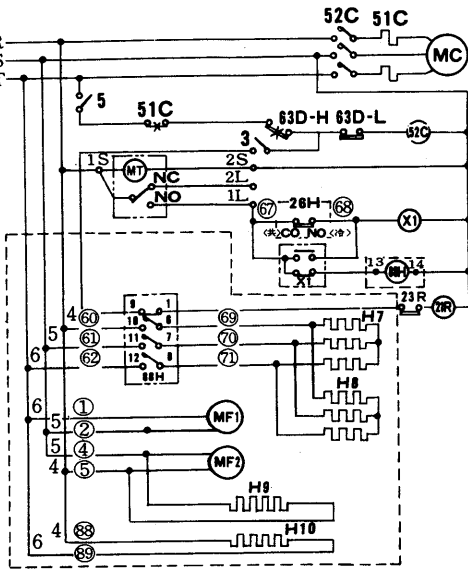 52C 51C
MC
5
51C 63D-H 63D-L
52C
3
1S MT NC 2S
2L
NO 1L
67 26H 68
CO NO X1
X1 13 88H 14
23R
21R
4 60 9 1 69 H7
5 61 10 6 70
6 62 11 7 71
12 8
88H H8
6 1 MF1
5 2
5 4 MF2
4 5
H9
4 88 H10
6 89